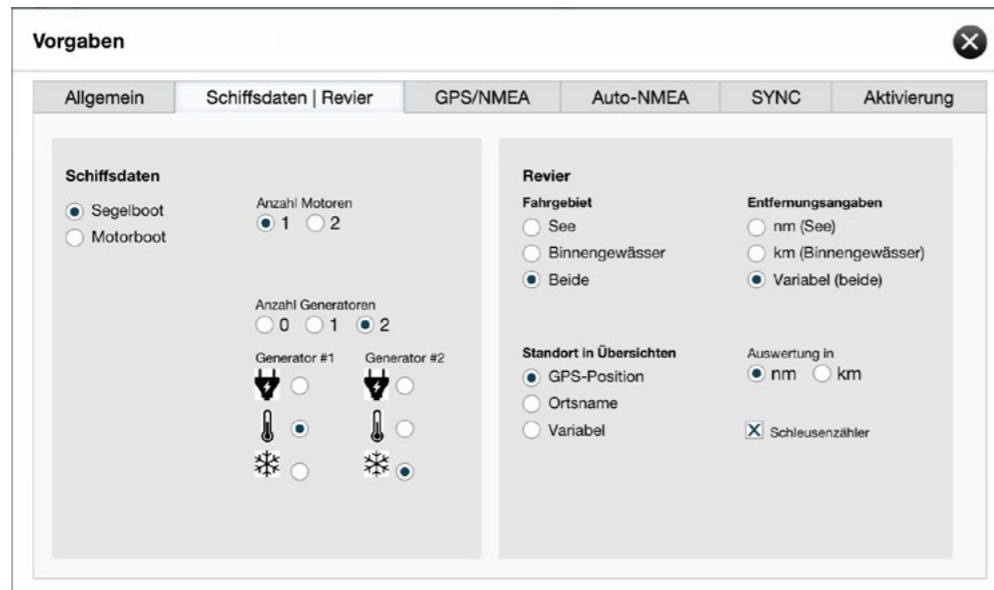 Vorgaben
Allgemein
Schiffsdaten | Revier
GPS/NMEA
Auto-NMEA
SYNC
Aktivierung
Schiffsdaten
Segelboot
Motorboot
Anzahl Motoren
1 2
Anzahl Generatoren
0 1 2
Generator #1 Generator #2
Revier
Fahrgebiet
See
Binnengewässer
Beide
Entfernungsangaben
nm (See)
km (Binnengewässer)
Variabel (beide)
Standort in Übersichten
GPS-Position
Ortsname
Variabel
Auswertung in
nm km
Schleusenzähler